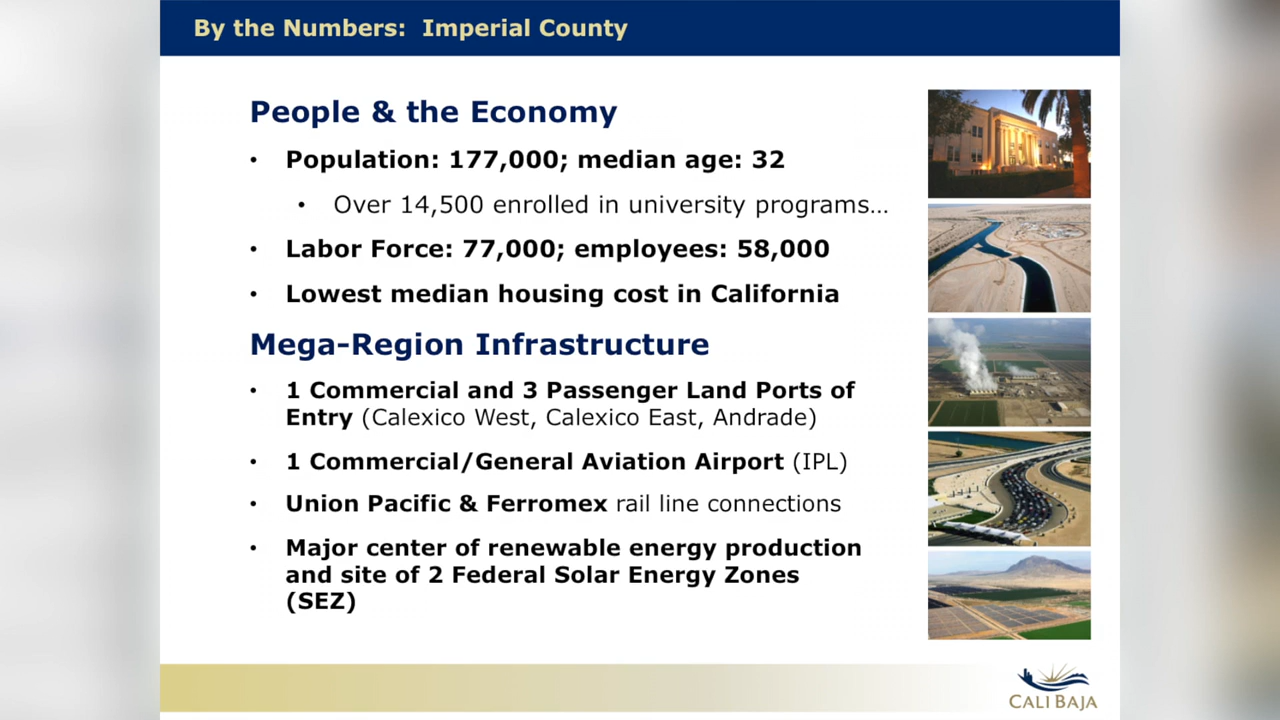 By the Numbers: Imperial County
People & the Economy
• Population: 177,000; median age: 32
• Over 14,500 enrolled in university programs…
• Labor Force: 77,000; employees: 58,000
• Lowest median housing cost in California
Mega-Region Infrastructure
• 1 Commercial and 3 Passenger Land Ports of
Entry (Calexico West, Calexico East, Andrade)
• 1 Commercial/General Aviation Airport (IPL)
• Union Pacific & Ferromex rail line connections
• Major center of renewable energy production
and site of 2 Federal Solar Energy Zones
(SEZ)
CALI BAJA